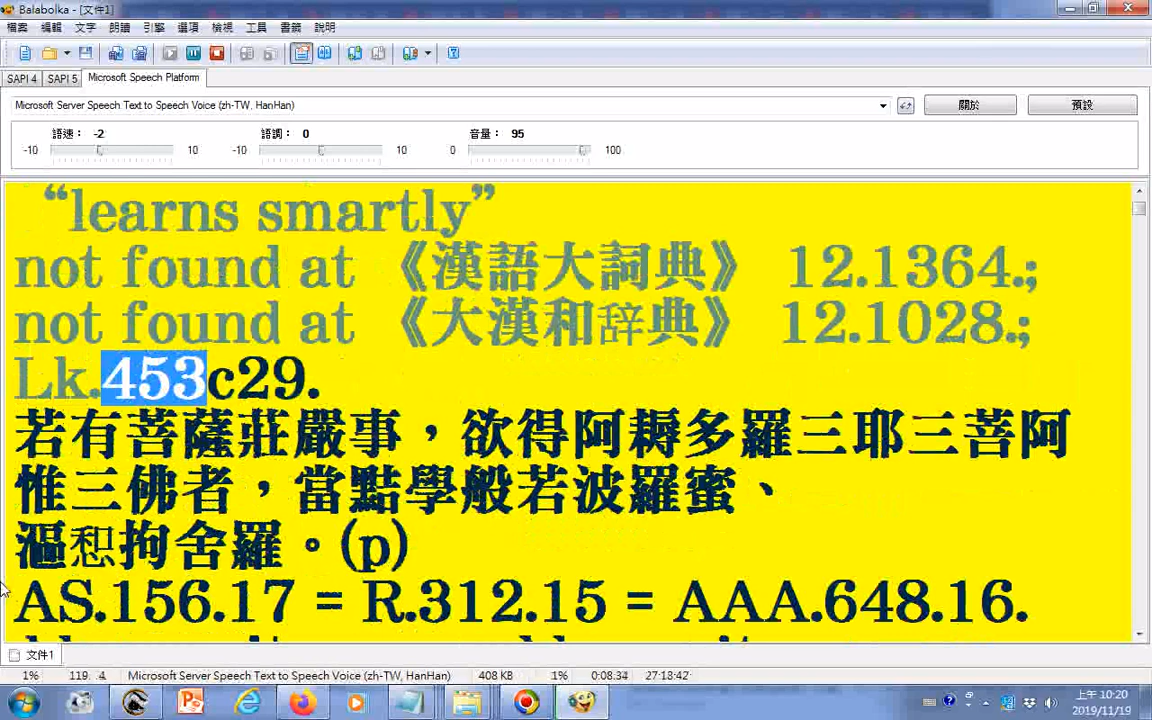 Balabolka - [文件1]
檔案 編輯 文字 朗讀 引擎 選項 檢視 工具 書籤 說明
SAPI 4 SAPI 5 Microsoft Speech Platform
Microsoft Server Speech Text to Speech Voice (zh-TW, HanHan) 關於 預設
語速： -2 語調： 0 音量： 95
-10 10 -10 10 0 100
“learns smartly”
not found at 《漢語大詞典》 12.1364.;
not found at 《大漢和辞典》 12.1028.;
Lk.453c29.
若有菩薩莊嚴事，欲得阿耨多羅三耶三菩阿
惟三佛者，當黠學般若波羅蜜、
漚惒拘舍羅。(p)
AS.156.17 = R.312.15 = AAA.648.16.
文件1
1% 119. 4 Microsoft Server Speech Text to Speech Voice (zh-TW, HanHan) 408 KB 1% 0:08:34 27:18:42
上午 10:20
2019/11/19